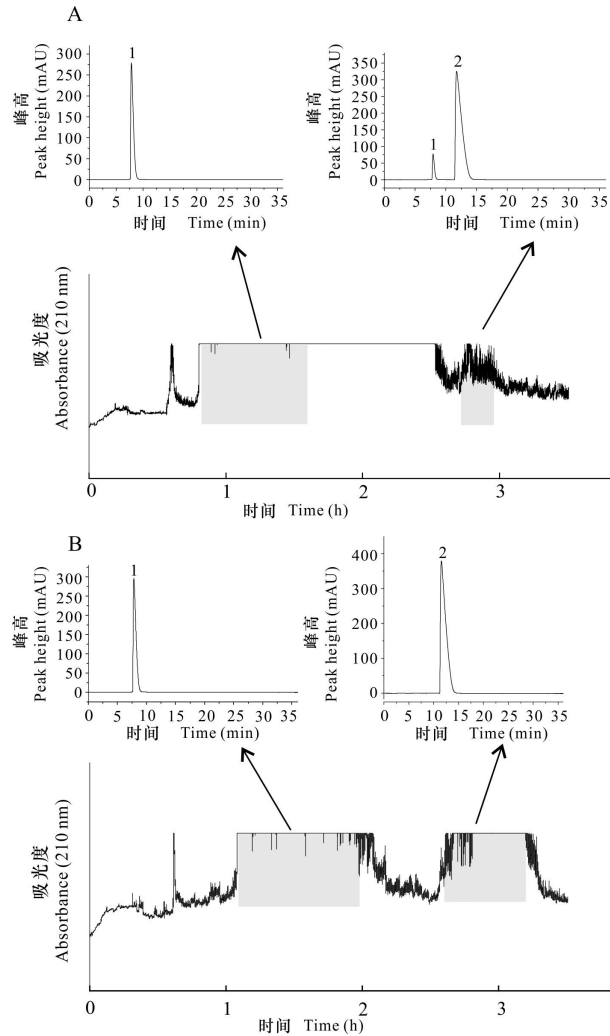 A
300
250
200
150
100
50
0
峰高
Peak height (mAU)
1
0 5 10 15 20 25 30 35
时间 Time (min)
350
300
250
200
150
100
50
0
峰高
Peak height (mAU)
1
2
0 5 10 15 20 25 30 35
时间 Time (min)
吸光度
Absorbance (210 nm)
0 1 2 3
时间 Time (h)
B
300
250
200
150
100
50
0
峰高
Peak height (mAU)
1
0 5 10 15 20 25 30 35
时间 Time (min)
400
300
200
100
0
峰高
Peak height (mAU)
2
0 5 10 15 20 25 30 35
时间 Time (min)
吸光度
Absorbance (210 nm)
0 1 2 3
时间 Time (h)